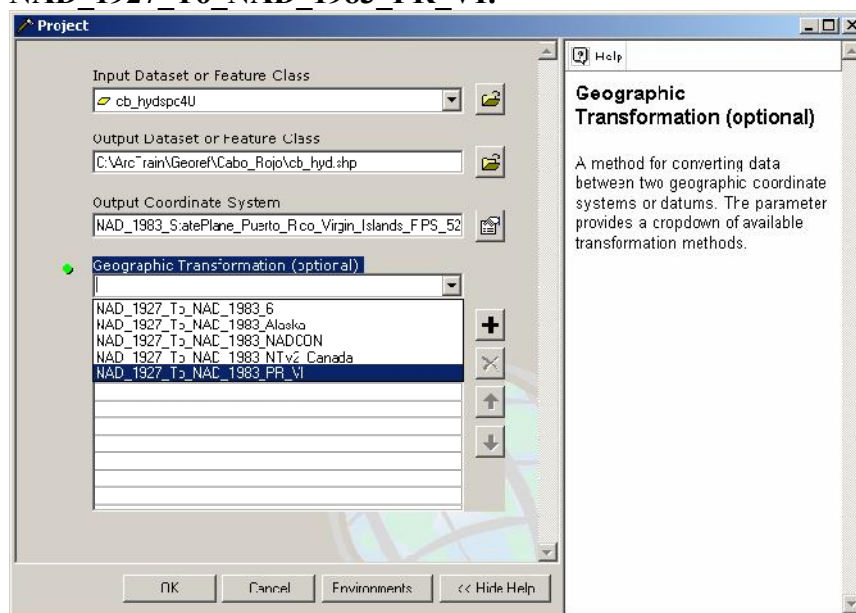 NAD_1927_To_NAD_1983_PR_VI.
Project
Input Dataset or Feature Class
cb_hydspc4U
Output Dataset or Feature Class
C:\ArcTrain\Georef\Cabo_Rojo\cb_hyd.shp
Output Coordinate System
NAD_1983_StatePlane_Puerto_Rico_Virgin_Islands_FIPS_52
Geographic Transformation (optional)
NAD_1927_To_NAD_1983_6
NAD_1927_To_NAD_1983_Alaska
NAD_1927_To_NAD_1983_NADCON
NAD_1927_To_NAD_1983_NTv2_Canada
NAD_1927_To_NAD_1983_PR_VI
OK
Cancel
Environments
<< Hide Help
Help
Geographic
Transformation (optional)
A method for converting data
between two geographic coordinate
systems or datums. The parameter
provides a cropdown of available
transformation methods.